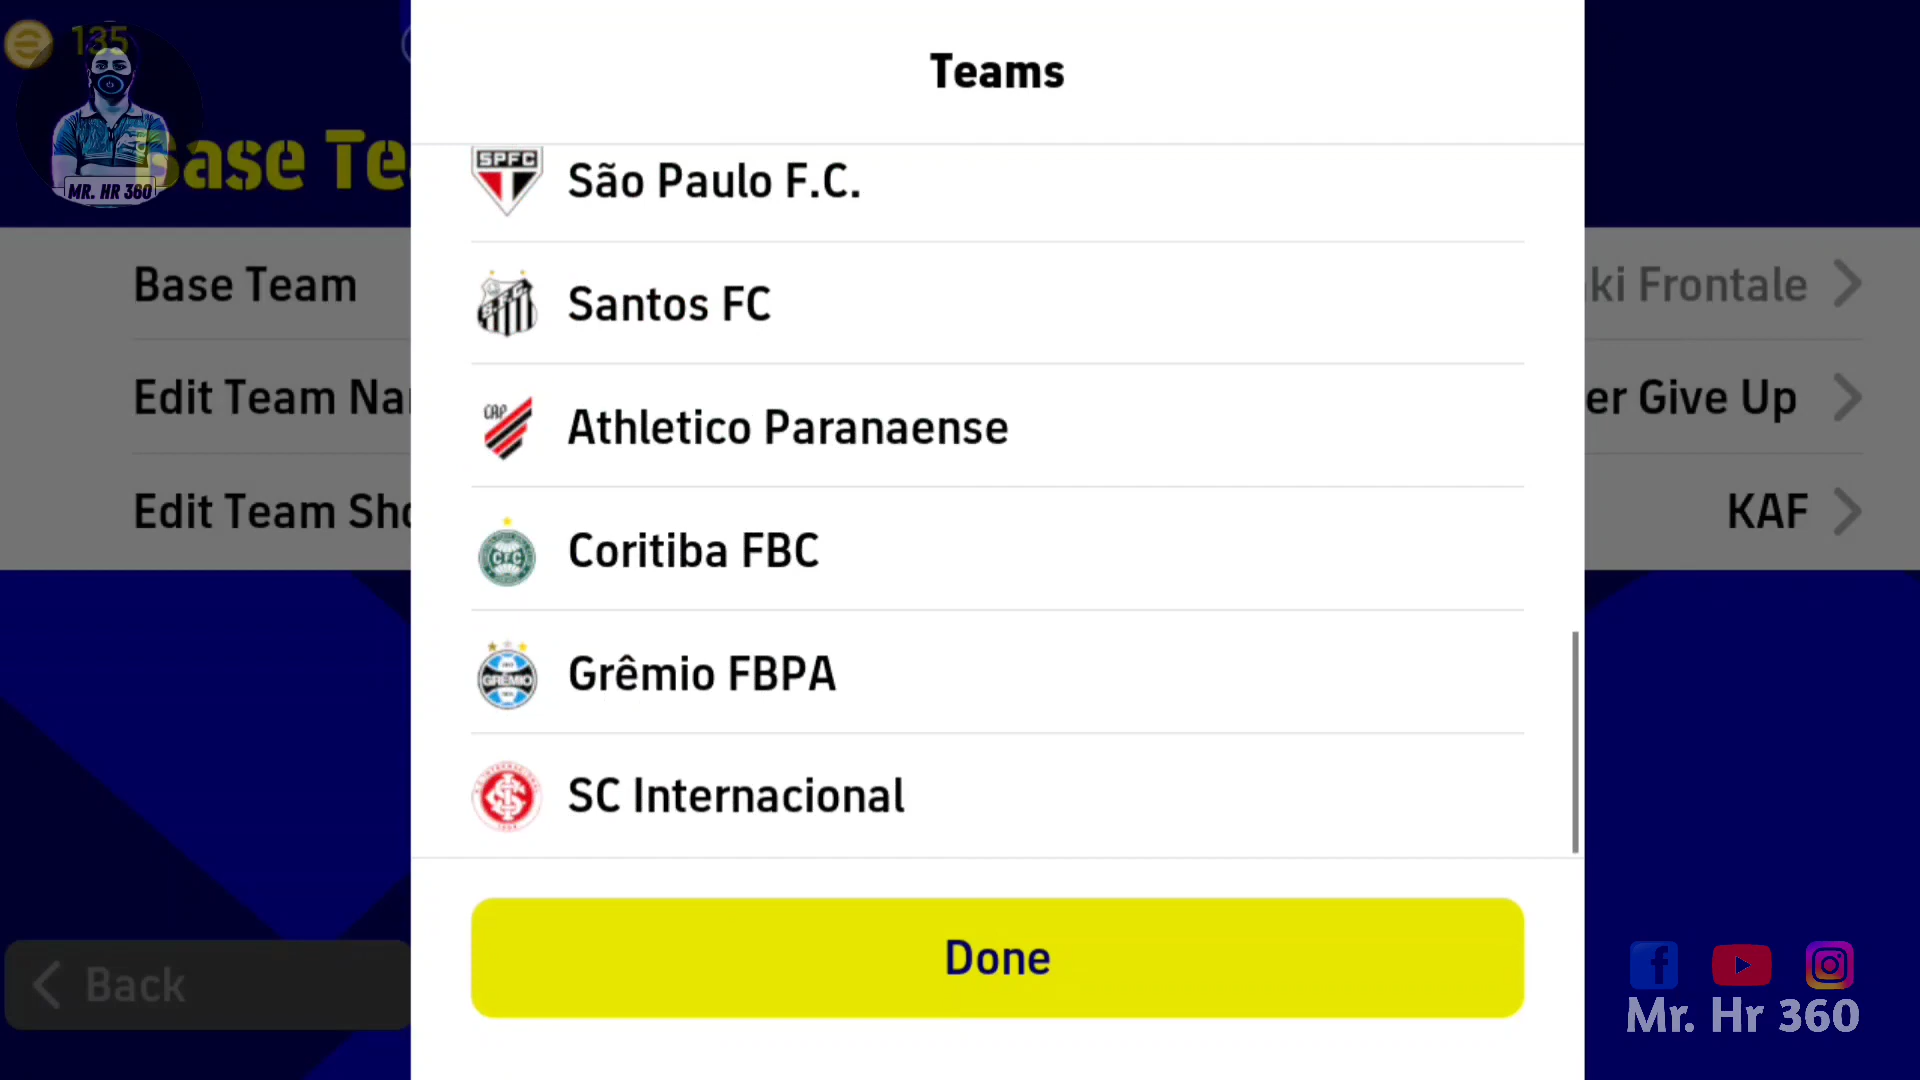 135
Teams
Base Te
MR. HR 360
SPFC
São Paulo F.C.
Base Team
ki Frontale
Santos FC
Edit Team Na
er Give Up
CAP
Athletico Paranaense
Edit Team Sho
KAF
CFC
Coritiba FBC
GRÊMIO
Grêmio FBPA
SC Internacional
Done
Back
Mr. Hr 360